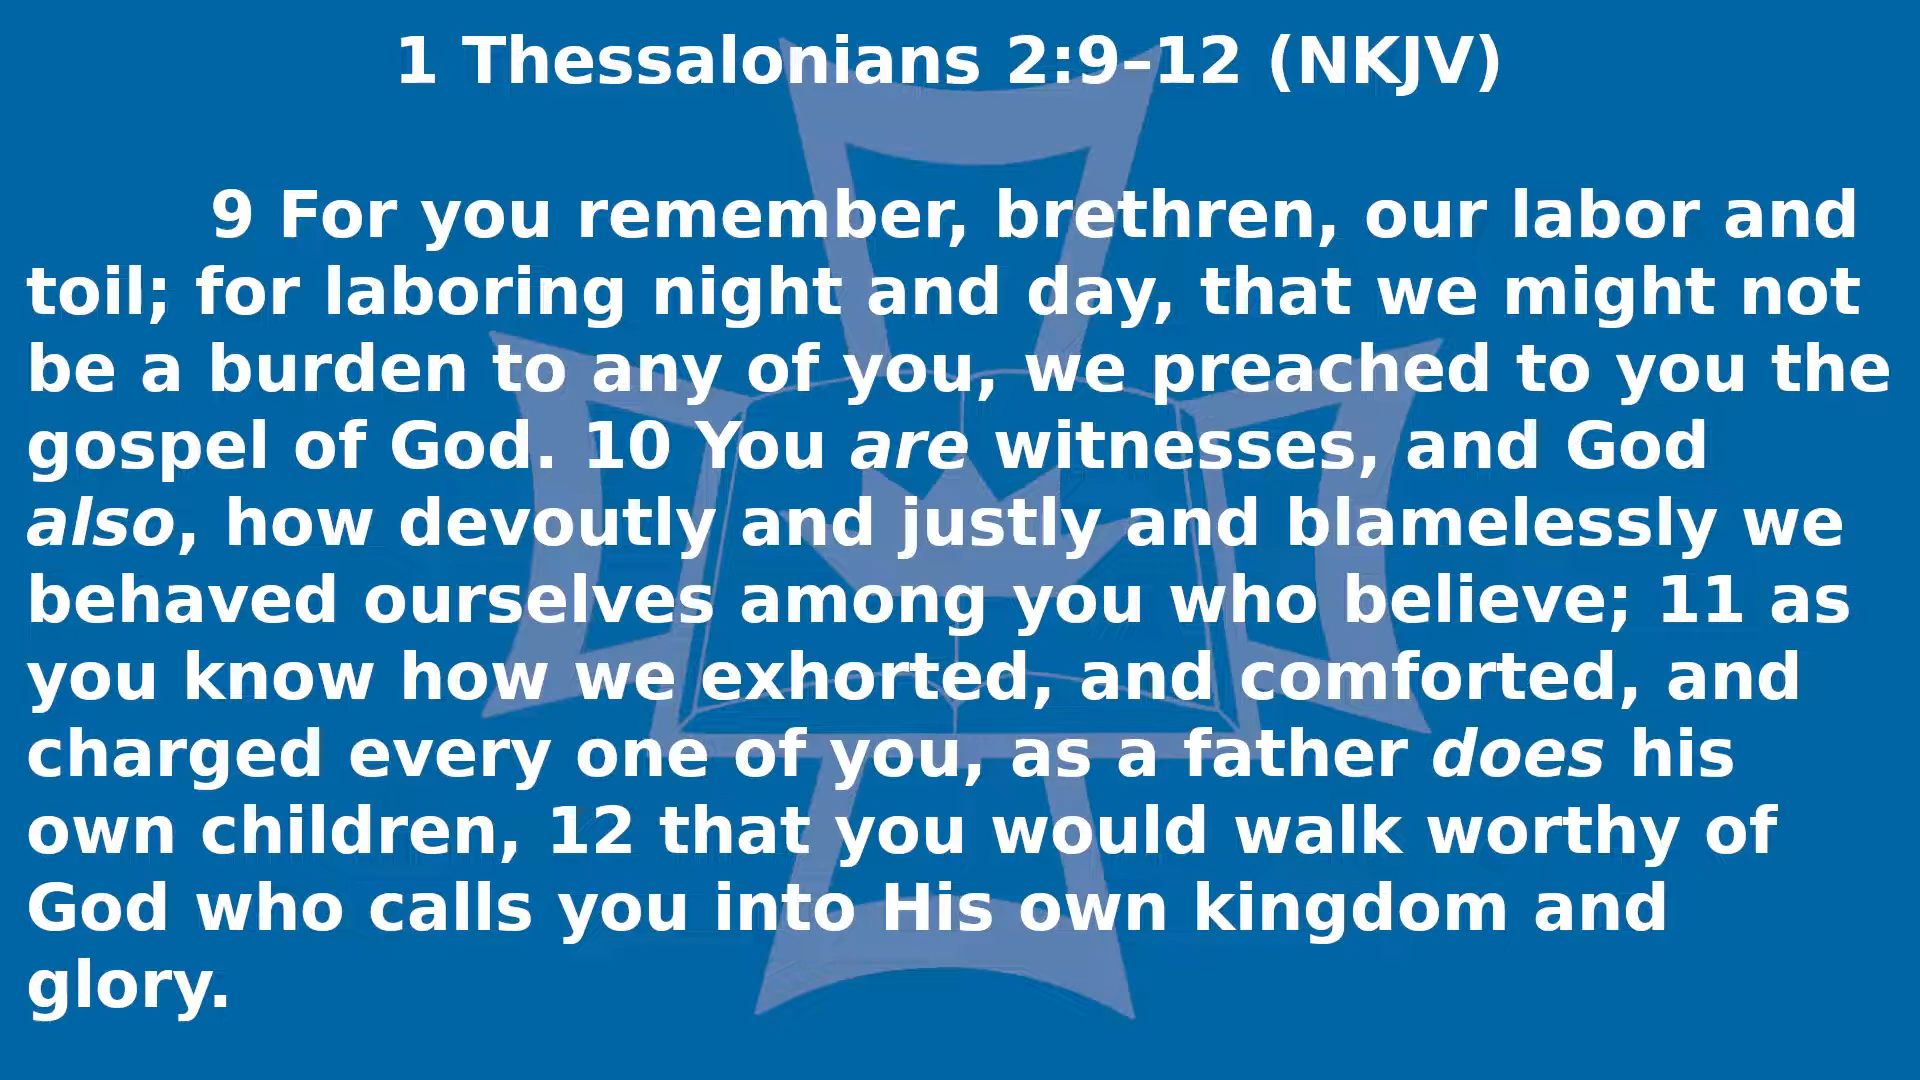 1 Thessalonians 2:9–12 (NKJV)
9 For you remember, brethren, our labor and
toil; for laboring night and day, that we might not
be a burden to any of you, we preached to you the
gospel of God. 10 You are witnesses, and God
also, how devoutly and justly and blamelessly we
behaved ourselves among you who believe; 11 as
you know how we exhorted, and comforted, and
charged every one of you, as a father does his
own children, 12 that you would walk worthy of
God who calls you into His own kingdom and
glory.